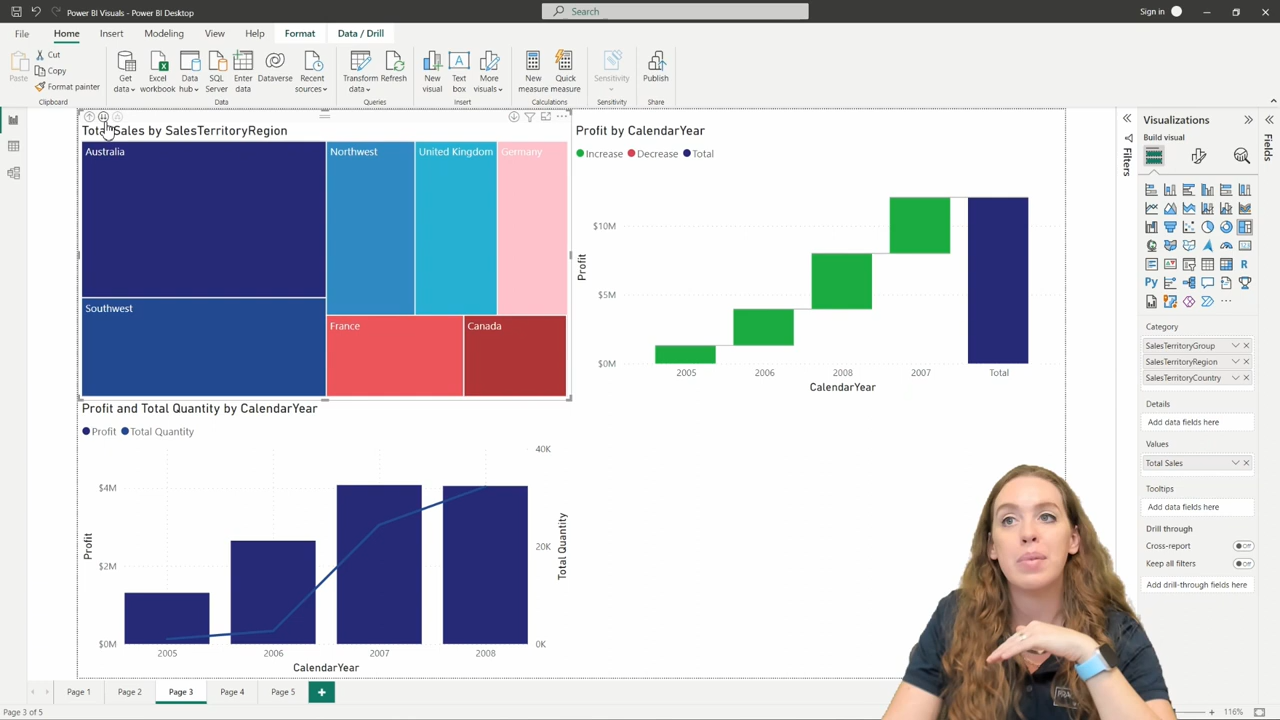 Power BI Visuals - Power BI Desktop
Search
Sign in
File
Home
Insert
Modeling
View
Help
Format
Data / Drill
Paste
Cut
Copy
Format painter
Clipboard
Get data
Excel workbook
Data hub
SQL Server
Enter data
Dataverse
Recent sources
Data
Transform data
Refresh
Queries
New visual
Text box
More visuals
Insert
New measure
Quick measure
Calculations
Sensitivity
Sensitivity
Publish
Share
Total Sales by SalesTerritoryRegion
Australia
Northwest
United Kingdom
Germany
Southwest
France
Canada
Profit by CalendarYear
Increase
Decrease
Total
$10M
$5M
$0M
Profit
2005
2006
2008
2007
Total
CalendarYear
Profit and Total Quantity by CalendarYear
Profit
Total Quantity
$4M
$2M
$0M
Profit
40K
20K
0K
Total Quantity
2005
2006
2007
2008
CalendarYear
Filters
Visualizations
Build visual
Fields
R
Py
Category
SalesTerritoryGroup
SalesTerritoryRegion
SalesTerritoryCountry
Details
Add data fields here
Values
Total Sales
Tooltips
Add data fields here
Drill through
Cross-report
Off
Keep all filters
Off
Add drill-through fields here
Page 1
Page 2
Page 3
Page 4
Page 5
Page 3 of 5
116%